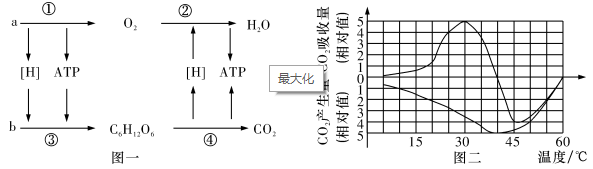 ① ②
a O₂ H₂O
[H] ATP [H] ATP
b C₆H₁₂O₆ CO₂
③ ④
图一
最大化
CO₂吸收量
(相对值)
CO₂产生量
(相对值)
5
4
3
2
1
0
1
2
3
4
5
15 30 45 60
图二 温度/℃